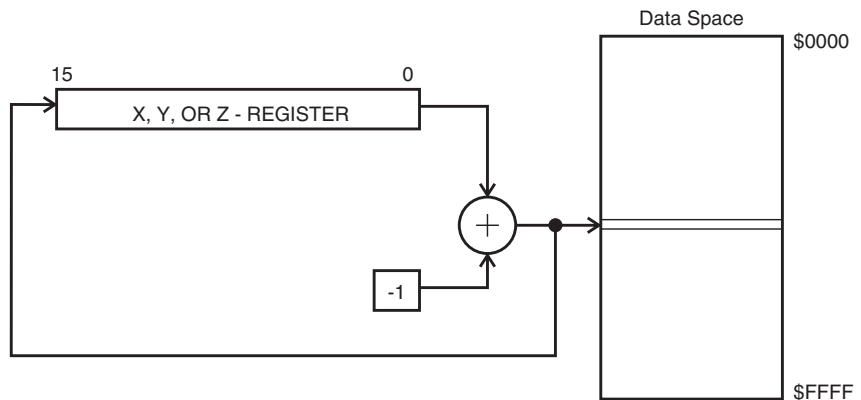 Data Space
$0000
15 0
X, Y, OR Z - REGISTER
+
-1
$FFFF